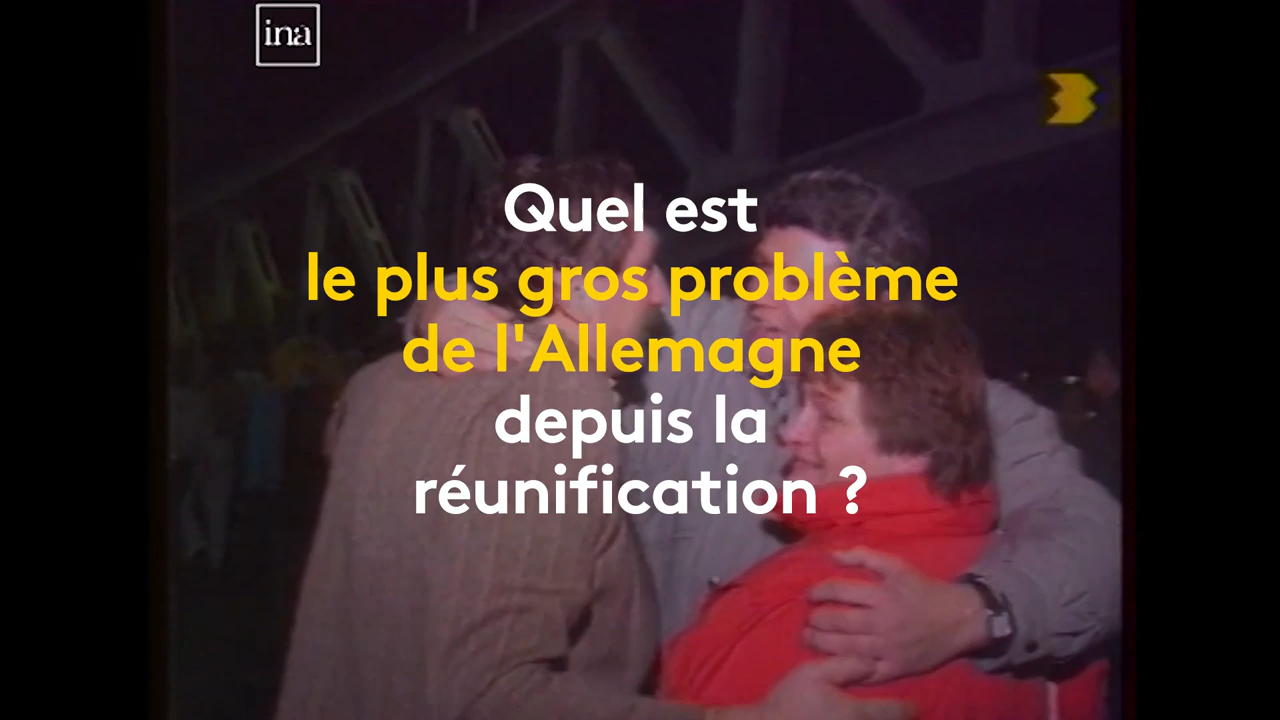 ina
Quel est
le plus gros problème
de l'Allemagne
depuis la
réunification ?